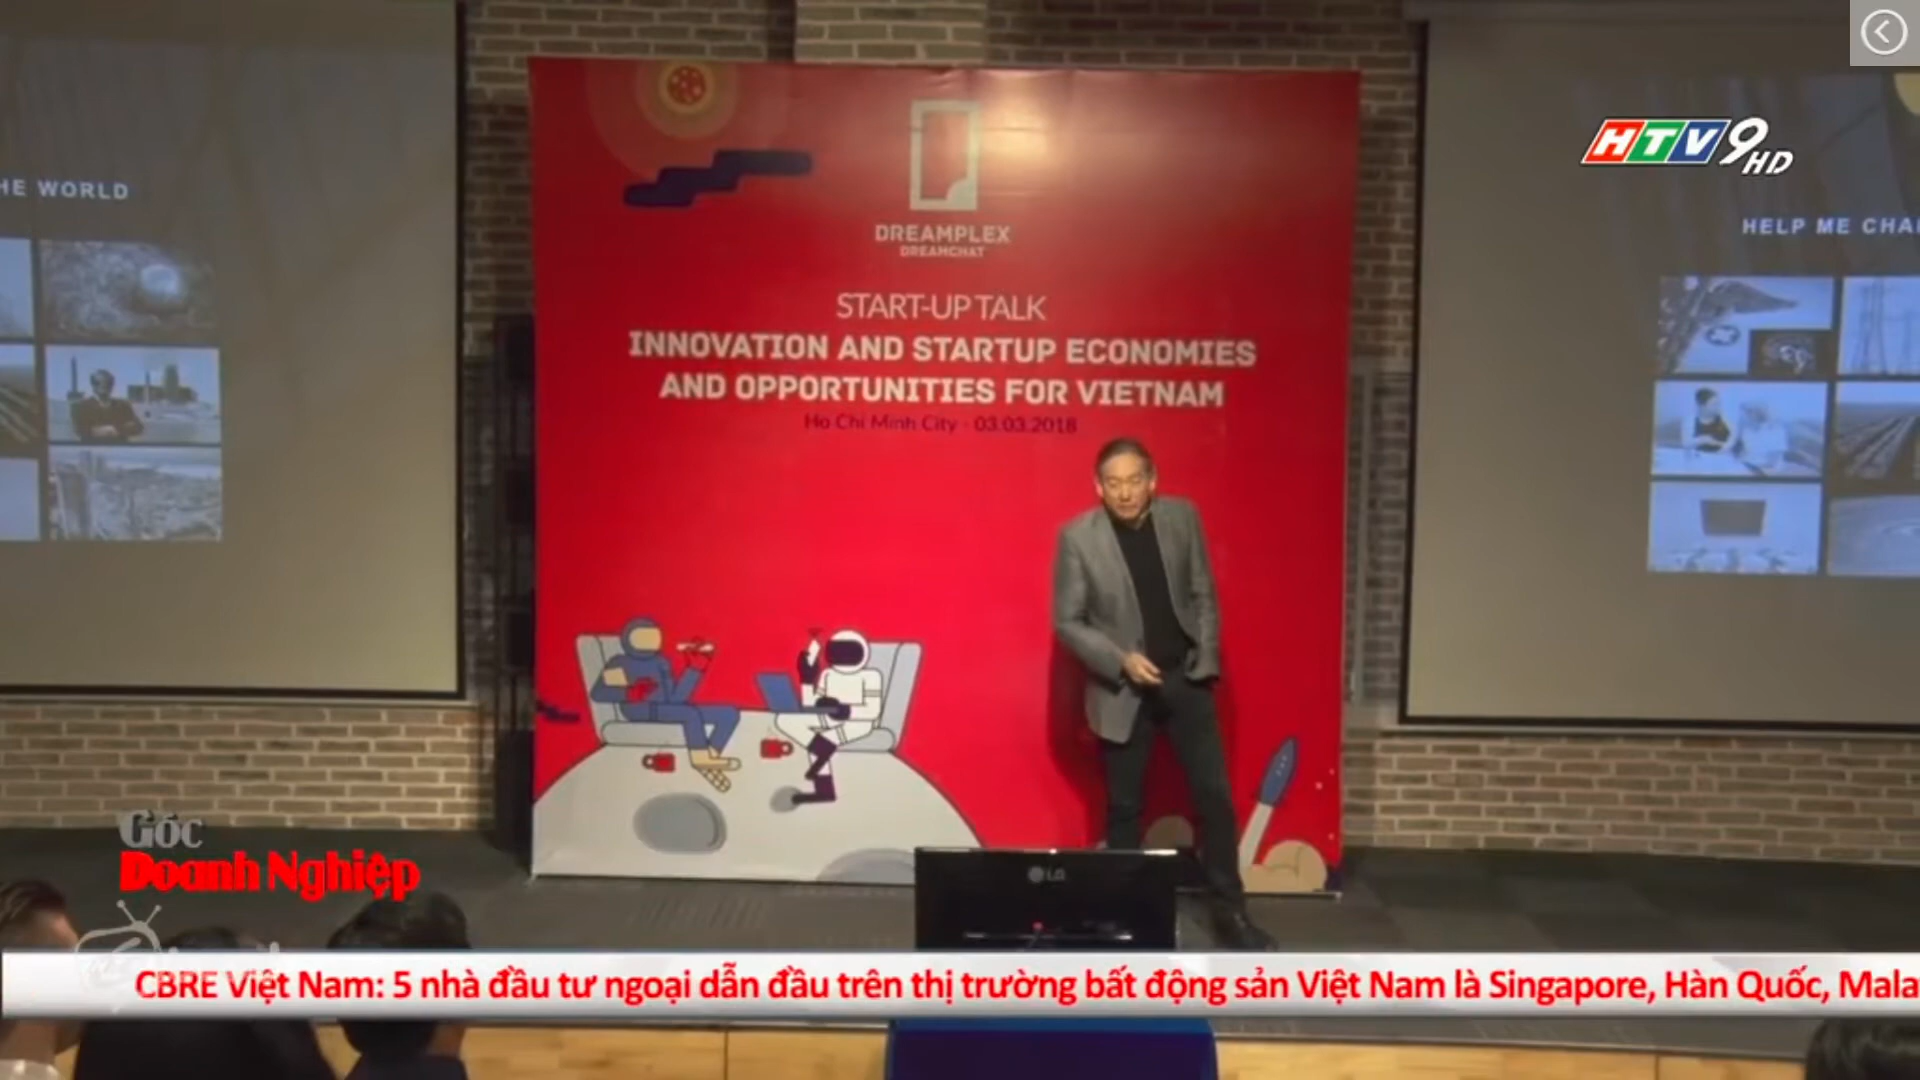 HTV9 HD
HE WORLD
HELP ME CHA
DREAMPLEX
DREAMCHAT
START-UP TALK
INNOVATION AND STARTUP ECONOMIES
AND OPPORTUNITIES FOR VIETNAM
Ho Chi Minh City - 03.03.2018
LG
Góc
Doanh Nghiệp
CBRE Việt Nam: 5 nhà đầu tư ngoại dẫn đầu trên thị trường bất động sản Việt Nam là Singapore, Hàn Quốc, Mala